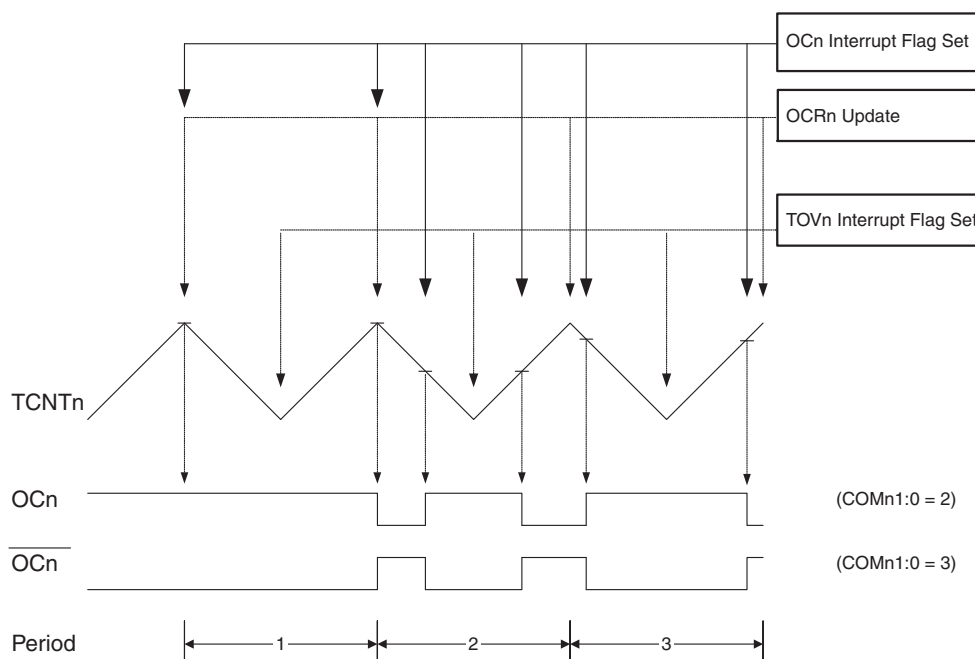 OCn Interrupt Flag Set
OCRn Update
TOVn Interrupt Flag Set
TCNTn
OCn
(COMn1:0 = 2)
OCn
(COMn1:0 = 3)
Period
1
2
3